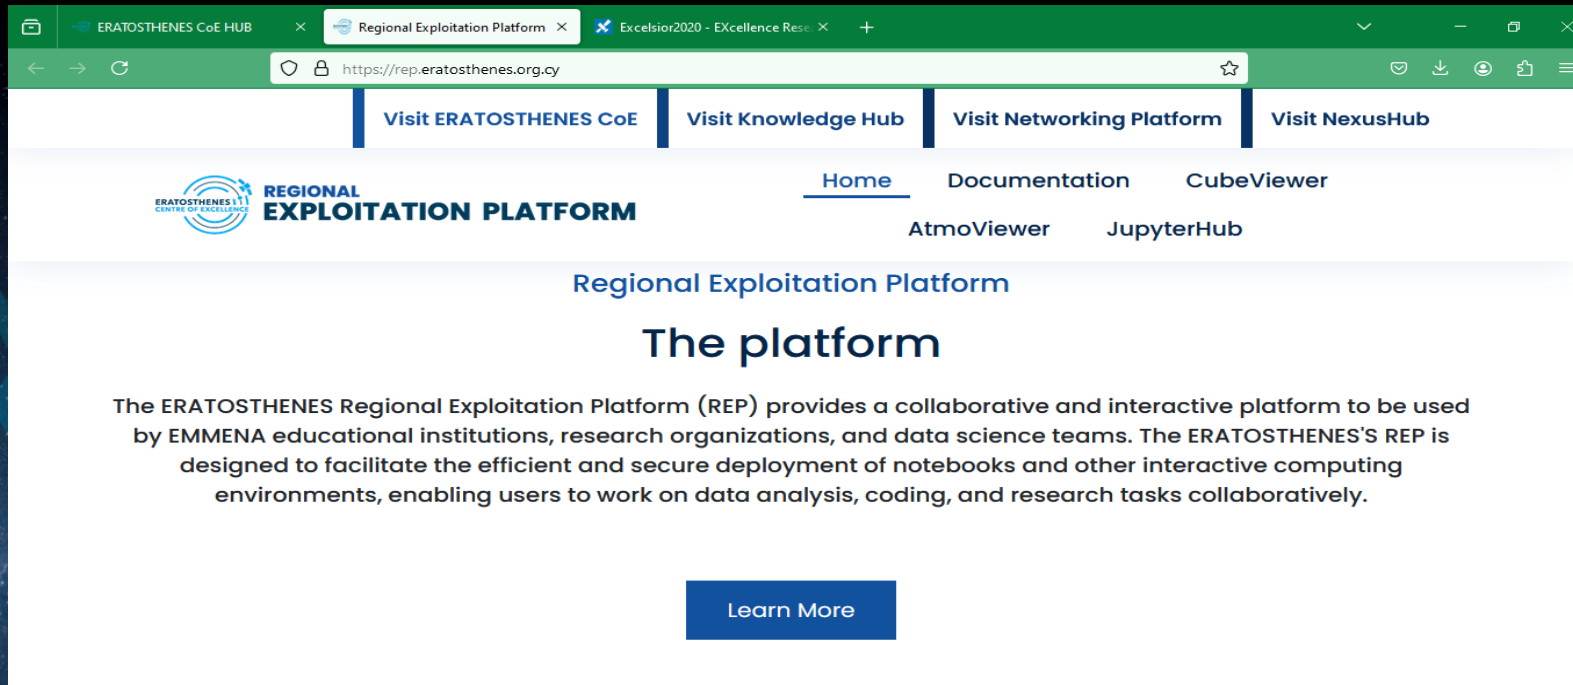 ERATOSTHENES CoE HUB
Regional Exploitation Platform
Excelsior2020 - EXcellence Rese
https://rep.eratosthenes.org.cy
Visit ERATOSTHENES CoE
Visit Knowledge Hub
Visit Networking Platform
Visit NexusHub
ERATOSTHENES
CENTRE OF EXCELLENCE
REGIONAL
EXPLOITATION PLATFORM
Home
Documentation
CubeViewer
AtmoViewer
JupyterHub
Regional Exploitation Platform
The platform
The ERATOSTHENES Regional Exploitation Platform (REP) provides a collaborative and interactive platform to be used
by EMMENA educational institutions, research organizations, and data science teams. The ERATOSTHENES'S REP is
designed to facilitate the efficient and secure deployment of notebooks and other interactive computing
environments, enabling users to work on data analysis, coding, and research tasks collaboratively.
Learn More